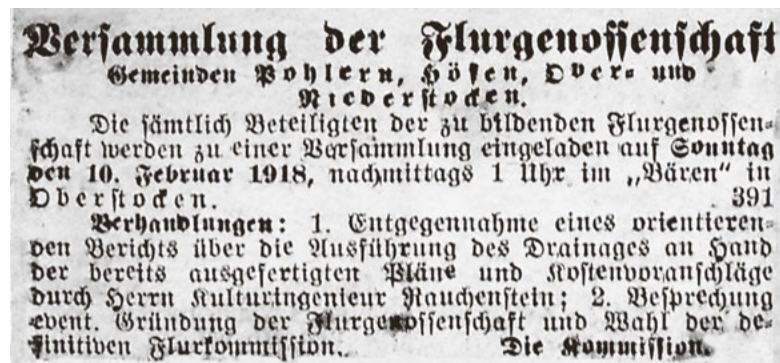 Versammlung der Flurgenossenschaft
Gemeinden Pohlern, Höfen, Ober- und
Niederstocken.
Die sämtlich Beteiligten der zu bildenden Flurgenossen-
schaft werden zu einer Versammlung eingeladen auf Sonntag
den 10. Februar 1918, nachmittags 1 Uhr im „Bären" in
Oberstocken. 391
Verhandlungen: 1. Entgegennahme eines orientieren-
den Berichts über die Ausführung des Drainages an Hand
der bereits ausgefertigten Pläne und Kostenvoranschläge
durch Herrn Kulturingenieur Rauchenstein; 2. Besprechung
event. Gründung der Flurgenossenschaft und Wahl der de-
finitiven Flurkommission. Die Kommission.